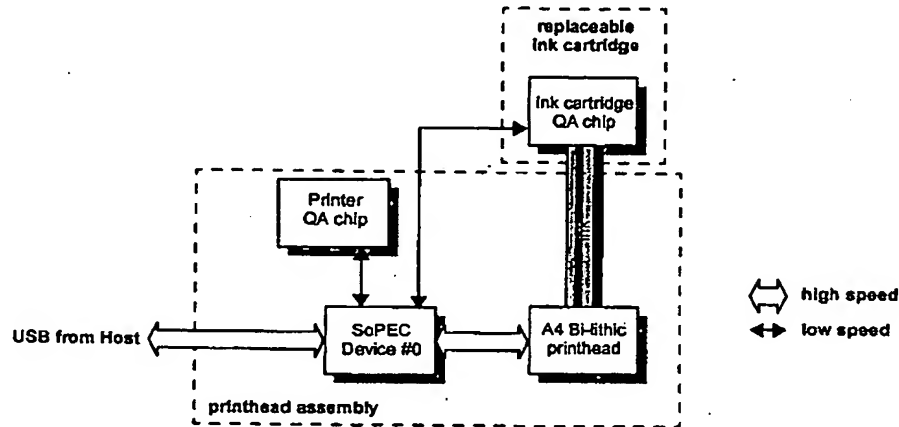 replaceable
ink cartridge
ink cartridge
QA chip
Printer
QA chip
ink
SoPEC
Device #0
A4 Bi-lithic
printhead
USB from Host
high speed
low speed
printhead assembly